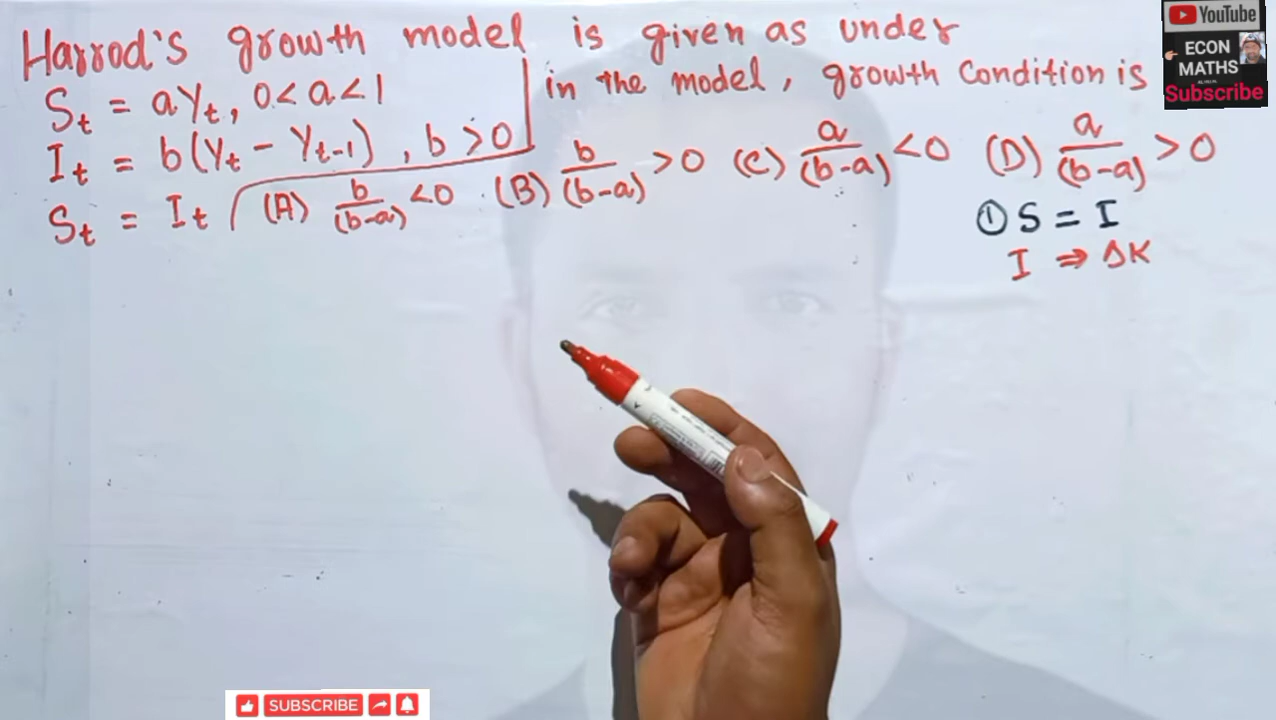 Harrod's growth model is given as under
in the model, growth Condition is
St = aYt, 0<a<1
It = b(Yt - Yt-1), b>0
St = It
(A) b/(b-a) <0 (B) b/(b-a) >0 (C) a/(b-a) <0 (D) a/(b-a) >0
① S = I
I ⇒ ΔK
YouTube
ECON
MATHS
Subscribe
SUBSCRIBE